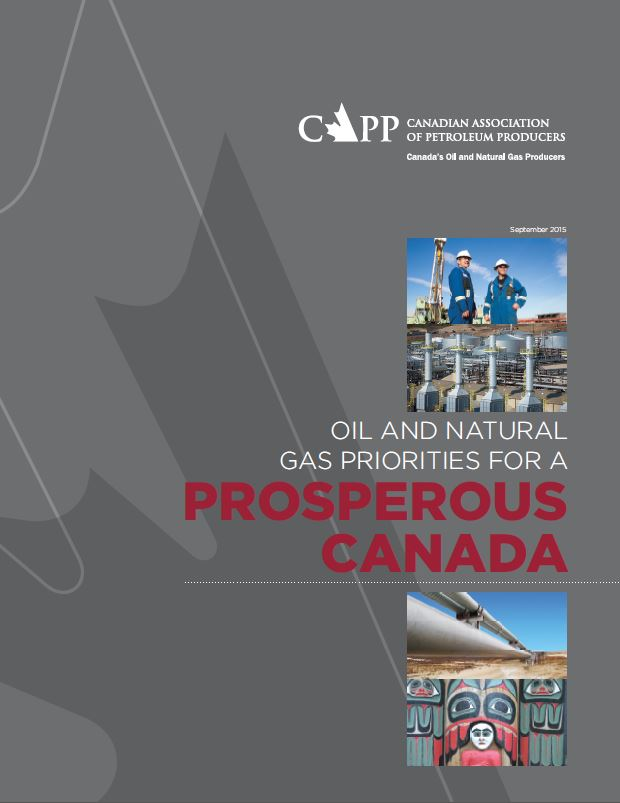 CAPP CANADIAN ASSOCIATION
OF PETROLEUM PRODUCERS
Canada's Oil and Natural Gas Producers
September 2015
OIL AND NATURAL
GAS PRIORITIES FOR A
PROSPEROUS
CANADA